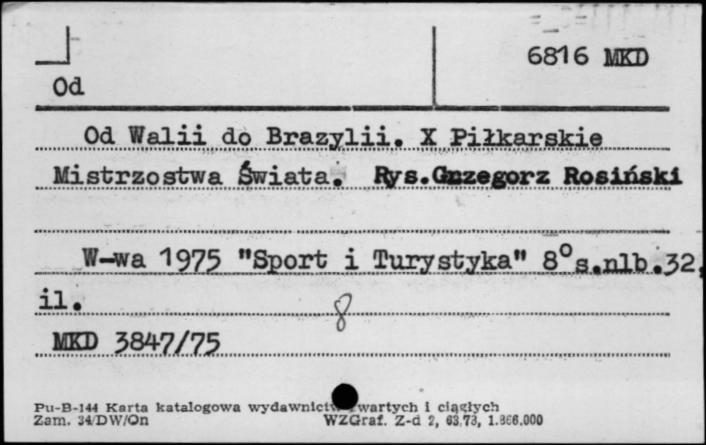 6816 MKD
Od
Od Walii do Brazylii. X Piłkarskie
Mistrzostwa Świata. Rys.Grzegorz Rosiński
W-wa 1975 "Sport i Turystyka" 8° s.nlb.32,
il.
8
MKD 3847/75
Pu-B-144 Karta katalogowa wydawnictw zwartych i ciągłych
Zam. 34/DW/On WZGraf. Z-d 2, 63,73, 1.866.000